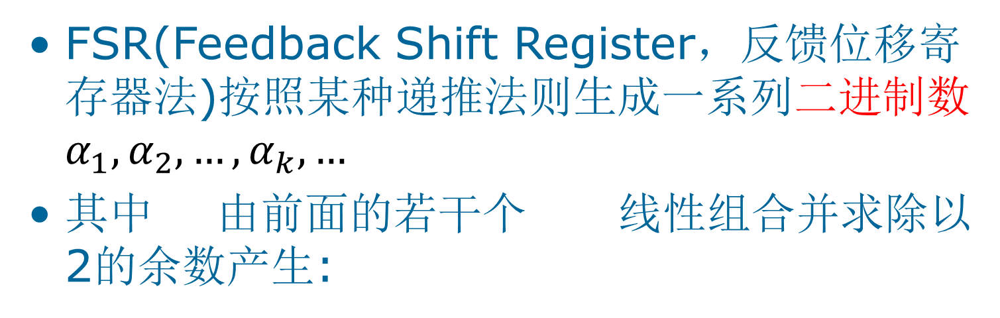 • FSR(Feedback Shift Register，反馈位移寄
存器法)按照某种递推法则生成一系列二进制数
α₁, α₂, … , αₖ, …
• 其中 由前面的若干个 线性组合并求除以
2的余数产生: